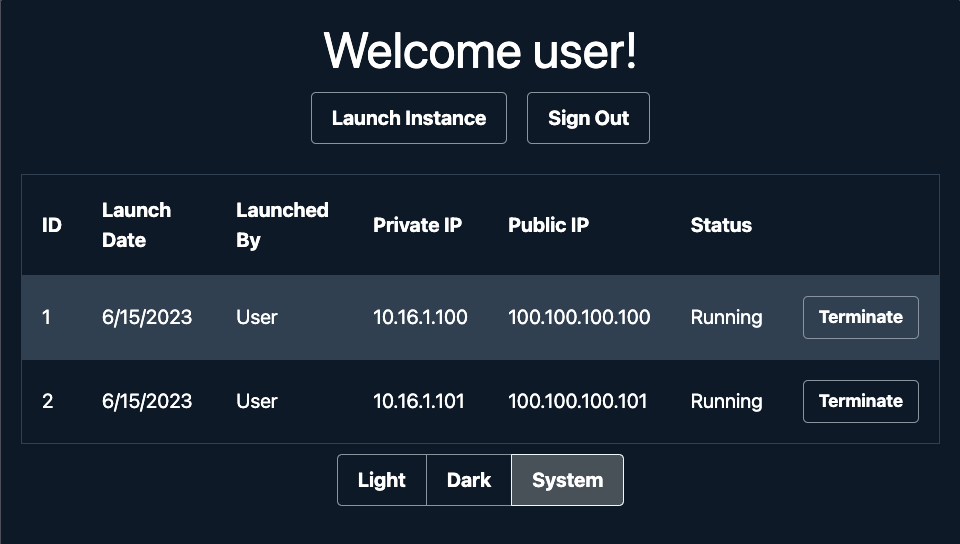 Welcome user!
Launch Instance Sign Out
ID Launch Date Launched By Private IP Public IP Status
1 6/15/2023 User 10.16.1.100 100.100.100.100 Running Terminate
2 6/15/2023 User 10.16.1.101 100.100.100.101 Running Terminate
Light Dark System